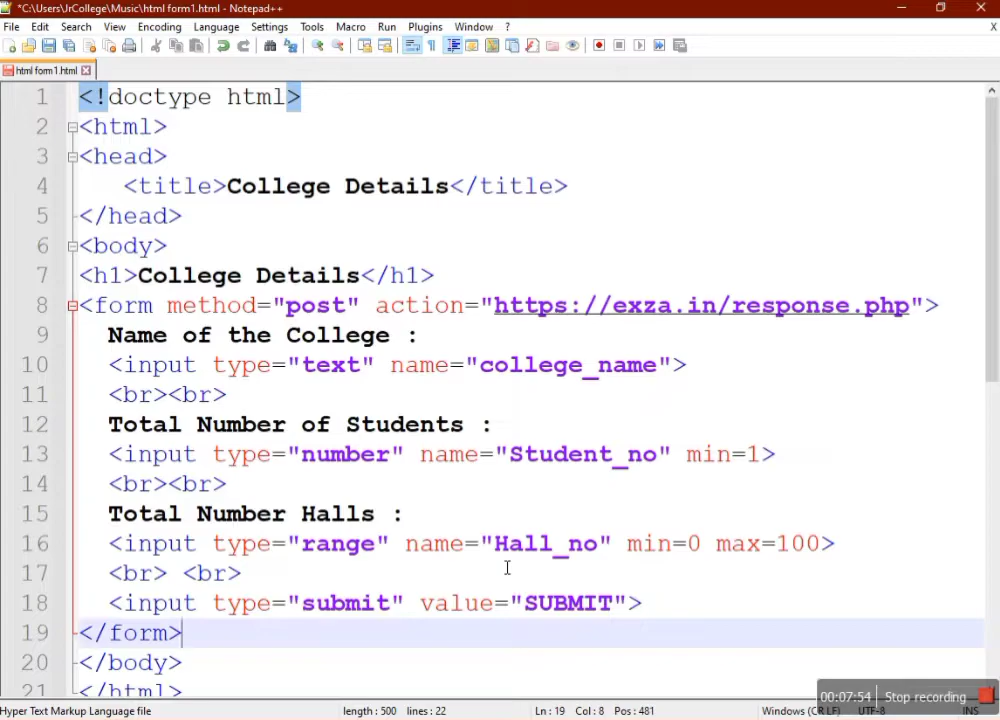 *C:\Users\JrCollege\Music\html form1.html - Notepad++
File Edit Search View Encoding Language Settings Tools Macro Run Plugins Window ? X
html form1.html
1 <!doctype html>
2 <html>
3 <head>
4 <title>College Details</title>
5 </head>
6 <body>
7 <h1>College Details</h1>
8 <form method="post" action="https://exza.in/response.php">
9 Name of the College :
10 <input type="text" name="college_name">
11 <br><br>
12 Total Number of Students :
13 <input type="number" name="Student_no" min=1>
14 <br><br>
15 Total Number Halls :
16 <input type="range" name="Hall_no" min=0 max=100>
17 <br> <br>
18 <input type="submit" value="SUBMIT">
19 </form>
20 </body>
21 </html>
00:07:54 Stop recording
Hyper Text Markup Language file length : 500 lines : 22 Ln : 19 Col : 8 Pos : 481 Windows (CR LF) UTF-8 INS